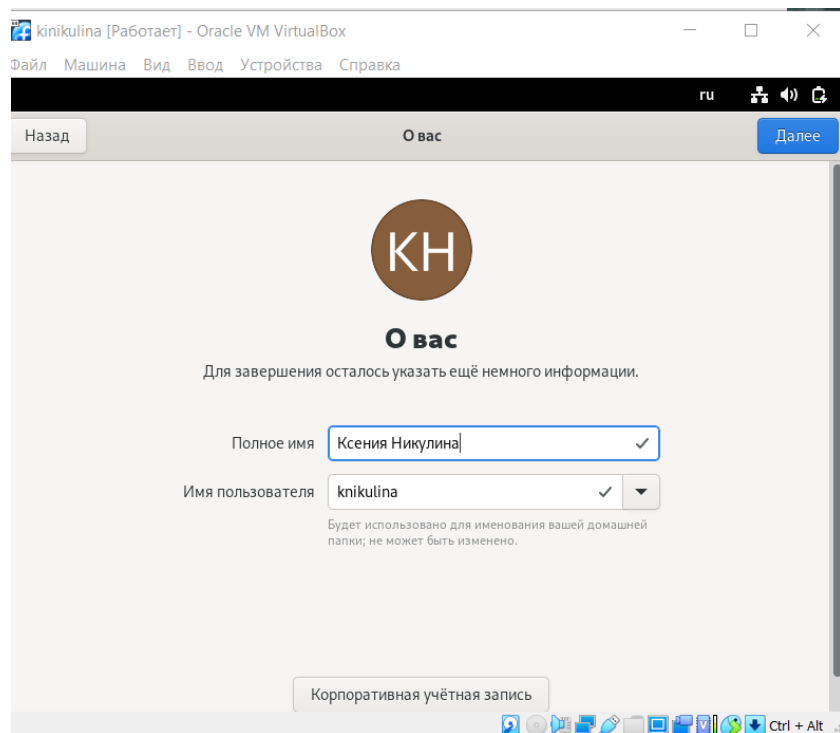 kinikulina [Работает] - Oracle VM VirtualBox
Файл Машина Вид Ввод Устройства Справка
ru
Назад
О вас
Далее
КН
О вас
Для завершения осталось указать ещё немного информации.
Полное имя Ксения Никулина
Имя пользователя knikulina
Будет использовано для именования вашей домашней
папки; не может быть изменено.
Корпоративная учётная запись
Ctrl + Alt